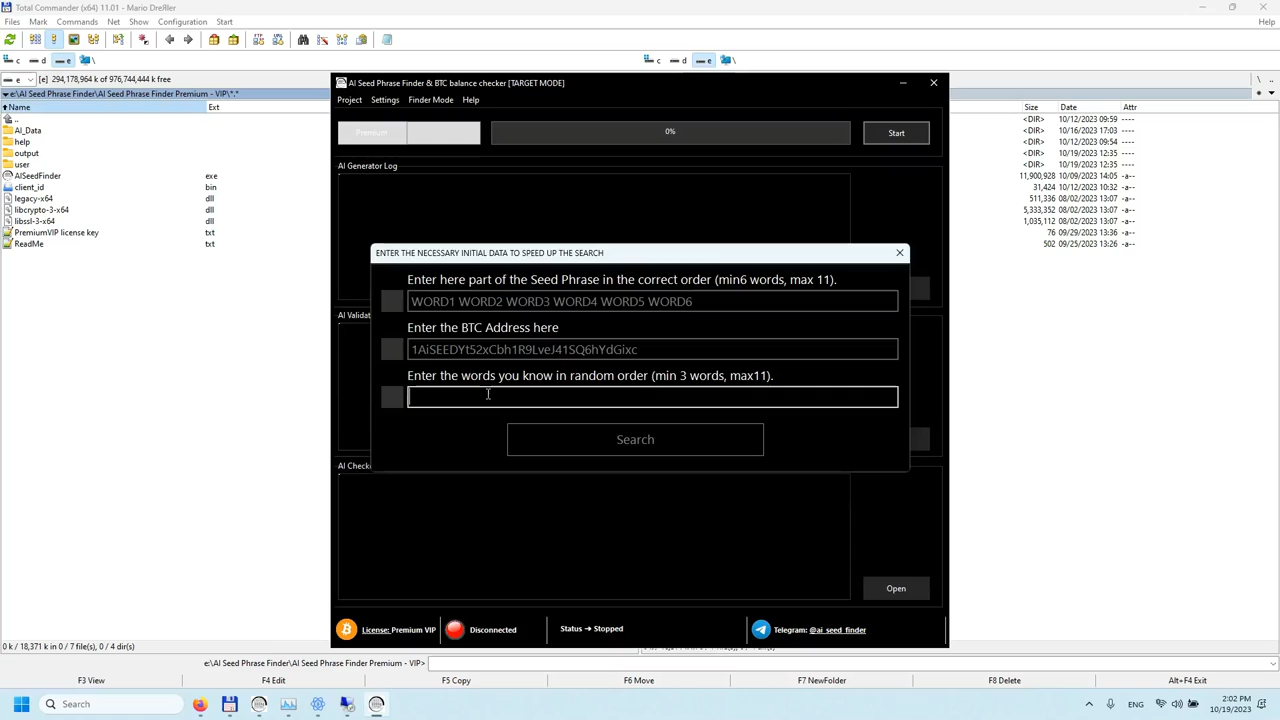 Total Commander (x64) 11.01 - Mario Dreßler
Files Mark Commands Net Show Configuration Start Help
c d e \ c d e \
e [e] 294,178,964 k of 976,744,444 k free \ ..
e:\AI Seed Phrase Finder\AI Seed Phrase Finder Premium - VIP\*.*
Name Ext Size Date Attr
.. <DIR> 10/12/2023 09:59 ----
AI_Data <DIR> 10/16/2023 17:03 ----
help <DIR> 10/12/2023 09:54 ----
output <DIR> 10/19/2023 12:35 ----
user <DIR> 10/19/2023 12:35 ----
AISeedFinder exe 11,900,928 10/09/2023 14:05 -a--
client_id bin 31,424 10/12/2023 10:32 -a--
legacy-x64 dll 511,336 08/02/2023 13:07 -a--
libcrypto-3-x64 dll 5,333,352 08/02/2023 13:07 -a--
libssl-3-x64 dll 1,035,112 08/02/2023 13:07 -a--
PremiumVIP license key txt 76 09/29/2023 13:36 -a--
ReadMe txt 502 09/25/2023 13:26 -a--
AI Seed Phrase Finder & BTC balance checker [TARGET MODE]
Project Settings Finder Mode Help
Premium 0% Start
AI Generator Log
ENTER THE NECESSARY INITIAL DATA TO SPEED UP THE SEARCH
Enter here part of the Seed Phrase in the correct order (min6 words, max 11).
WORD1 WORD2 WORD3 WORD4 WORD5 WORD6
AI Valida
Enter the BTC Address here
1AiSEEDYt52xCbh1R9LveJ41SQ6hYdGixc
Enter the words you know in random order (min 3 words, max11).
Search
AI Checke
Open
License: Premium VIP Disconnected Status → Stopped Telegram: @ai_seed_finder
0 k / 18,371 k in 0 / 7 file(s), 0 / 4 dir(s)
e:\AI Seed Phrase Finder\AI Seed Phrase Finder Premium - VIP>
F3 View F4 Edit F5 Copy F6 Move F7 NewFolder F8 Delete Alt+F4 Exit
Search ENG 2:02 PM
10/19/2023